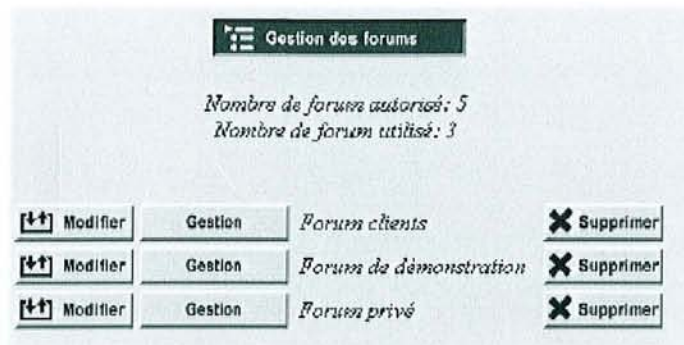 Gestion des forums
Nombre de forum autorisé: 5
Nombre de forum utilisé: 3
Modifier Gestion Forum clients Supprimer
Modifier Gestion Forum de démonstration Supprimer
Modifier Gestion Forum privé Supprimer